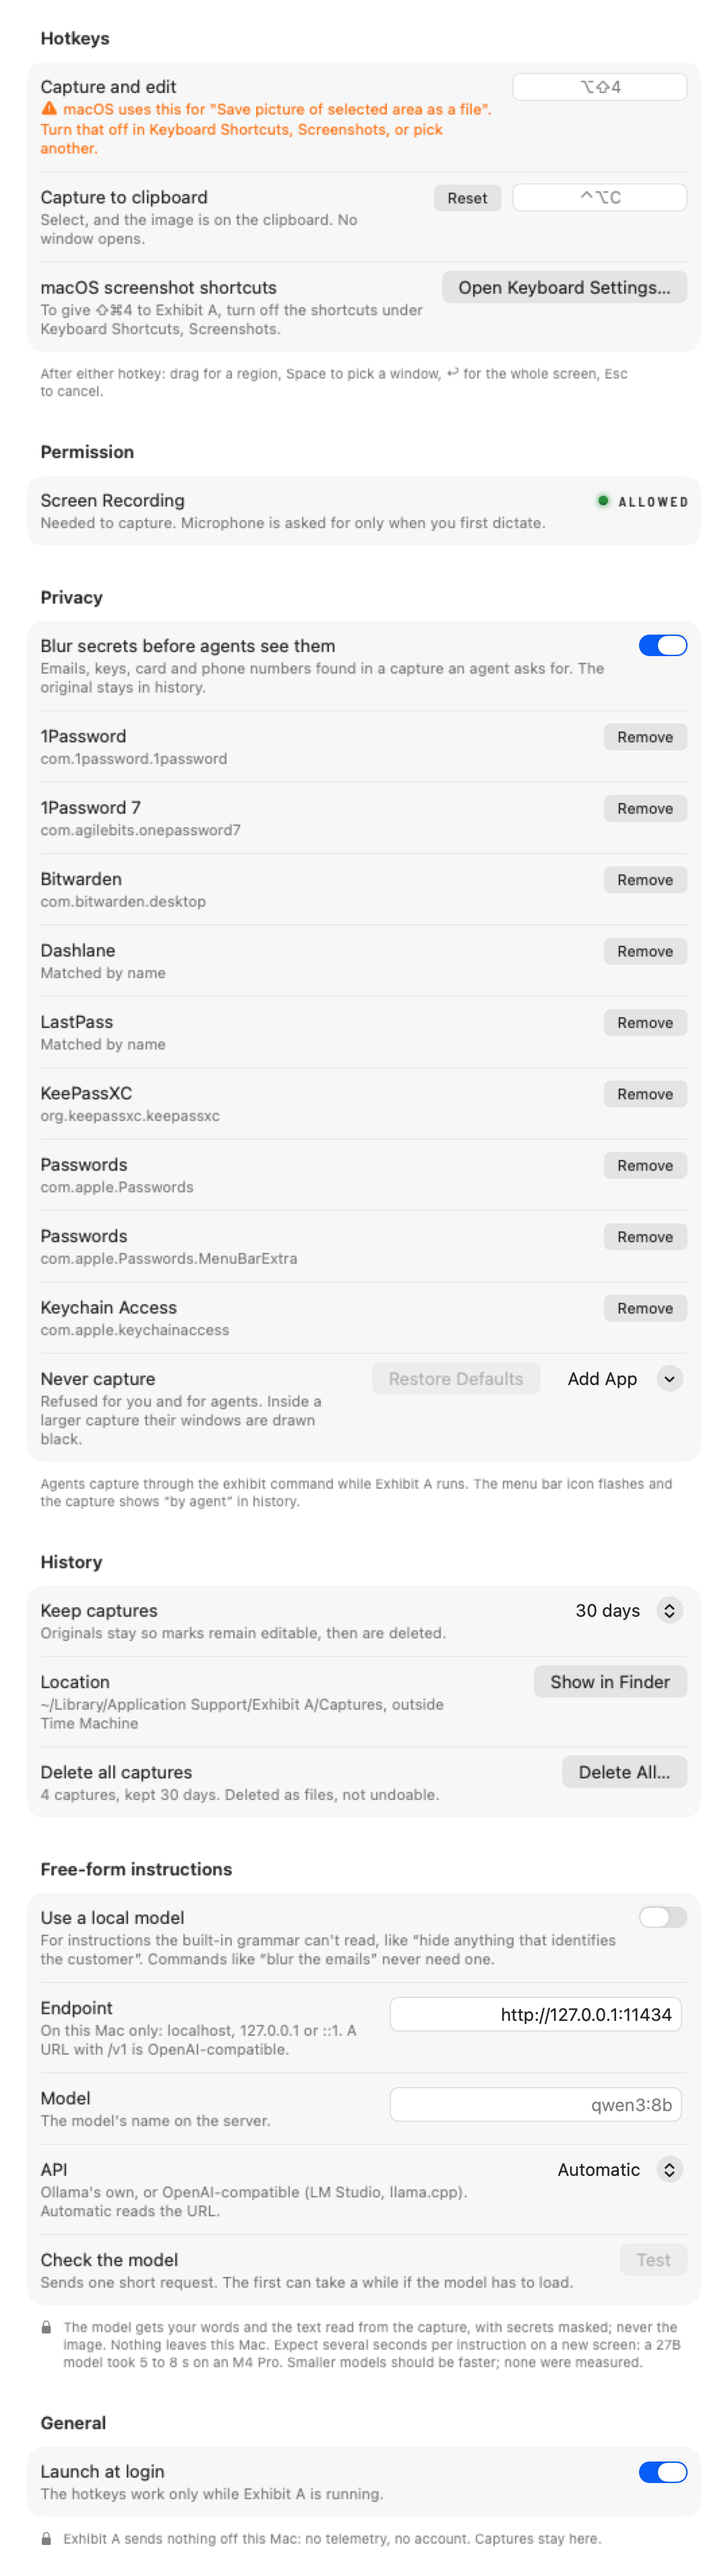 Hotkeys
Capture and edit
⌥⇧4
macOS uses this for "Save picture of selected area as a file".
Turn that off in Keyboard Shortcuts, Screenshots, or pick
another.
Capture to clipboard
Reset
^⌥C
Select, and the image is on the clipboard. No
window opens.
macOS screenshot shortcuts
Open Keyboard Settings...
To give ⇧⌘4 to Exhibit A, turn off the shortcuts under
Keyboard Shortcuts, Screenshots.
After either hotkey: drag for a region, Space to pick a window, ↩ for the whole screen, Esc
to cancel.
Permission
Screen Recording
ALLOWED
Needed to capture. Microphone is asked for only when you first dictate.
Privacy
Blur secrets before agents see them
Emails, keys, card and phone numbers found in a capture an agent asks for. The
original stays in history.
1Password
Remove
com.1password.1password
1Password 7
Remove
com.agilebits.onepassword7
Bitwarden
Remove
com.bitwarden.desktop
Dashlane
Remove
Matched by name
LastPass
Remove
Matched by name
KeePassXC
Remove
org.keepassxc.keepassxc
Passwords
Remove
com.apple.Passwords
Passwords
Remove
com.apple.Passwords.MenuBarExtra
Keychain Access
Remove
com.apple.keychainaccess
Never capture
Restore Defaults
Add App
Refused for you and for agents. Inside a
larger capture their windows are drawn
black.
Agents capture through the exhibit command while Exhibit A runs. The menu bar icon flashes and
the capture shows “by agent” in history.
History
Keep captures
30 days
Originals stay so marks remain editable, then are deleted.
Location
Show in Finder
~/Library/Application Support/Exhibit A/Captures, outside
Time Machine
Delete all captures
Delete All...
4 captures, kept 30 days. Deleted as files, not undoable.
Free-form instructions
Use a local model
For instructions the built-in grammar can't read, like “hide anything that identifies
the customer”. Commands like “blur the emails” never need one.
Endpoint
http://127.0.0.1:11434
On this Mac only: localhost, 127.0.0.1 or ::1. A
URL with /v1 is OpenAI-compatible.
Model
qwen3:8b
The model's name on the server.
API
Automatic
Ollama's own, or OpenAI-compatible (LM Studio, llama.cpp).
Automatic reads the URL.
Check the model
Test
Sends one short request. The first can take a while if the model has to load.
The model gets your words and the text read from the capture, with secrets masked; never the
image. Nothing leaves this Mac. Expect several seconds per instruction on a new screen: a 27B
model took 5 to 8 s on an M4 Pro. Smaller models should be faster; none were measured.
General
Launch at login
The hotkeys work only while Exhibit A is running.
Exhibit A sends nothing off this Mac: no telemetry, no account. Captures stay here.